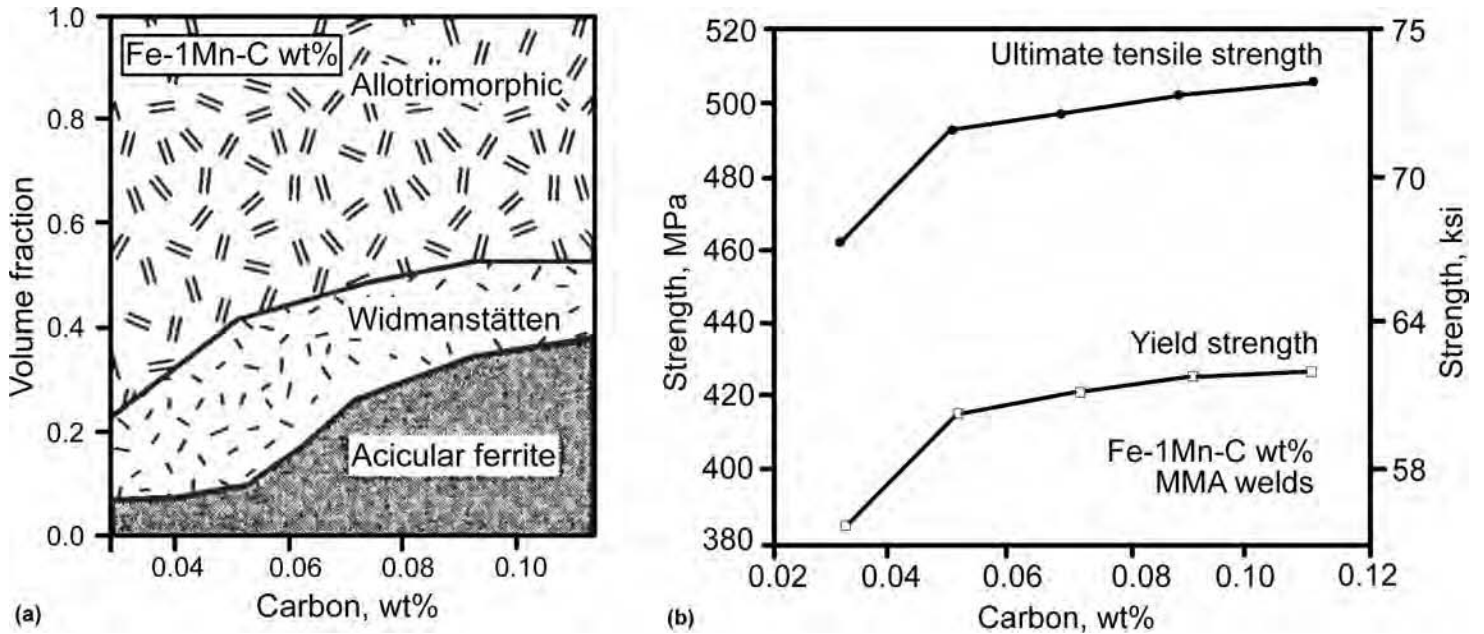 1.0
Fe-1Mn-C wt%
Allotriomorphic
0.8
0.6
0.4
Widmanstätten
0.2
Acicular ferrite
0.0
0.04
0.06
0.08
0.10
Volume fraction
Carbon, wt%
(a)
520
500
480
460
440
420
400
380
Strength, MPa
Ultimate tensile strength
Yield strength
Fe-1Mn-C wt%
MMA welds
75
70
64
58
Strength, ksi
0.02
0.04
0.06
0.08
0.10
0.12
Carbon, wt%
(b)